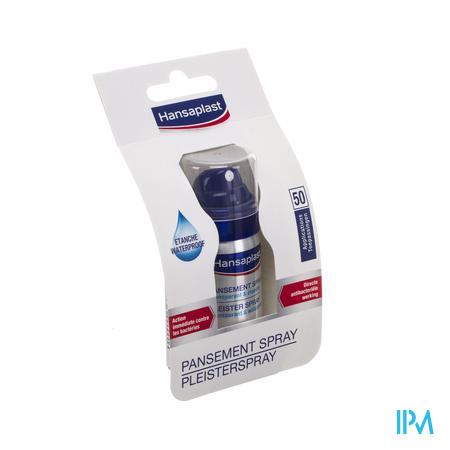 Hansaplast
50
Applications
Toepassingen
ETANCHE
WATERPROOF
Hansaplast
PANSEMENT SPRAY
PLEISTER SPRAY
Action
immédiate contre
les bactéries
Directe
antibacteriële
werking
PANSEMENT SPRAY
PLEISTERSPRAY
IPM